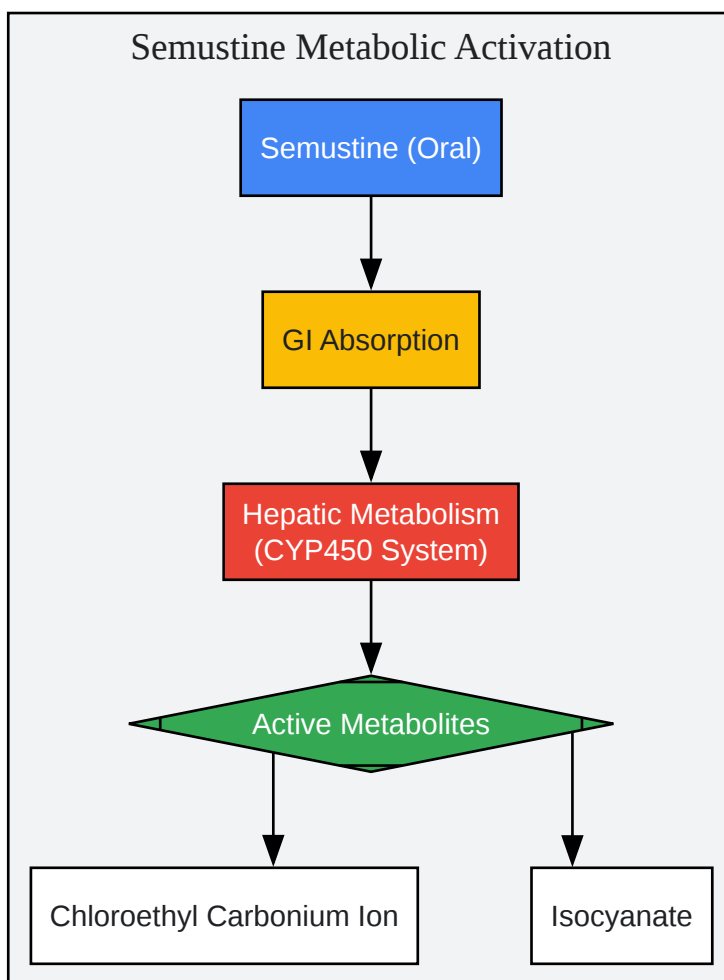 Semustine Metabolic Activation
Semustine (Oral)
GI Absorption
Hepatic Metabolism
(CYP450 System)
Active Metabolites
Chloroethyl Carbonium Ion
Isocyanate